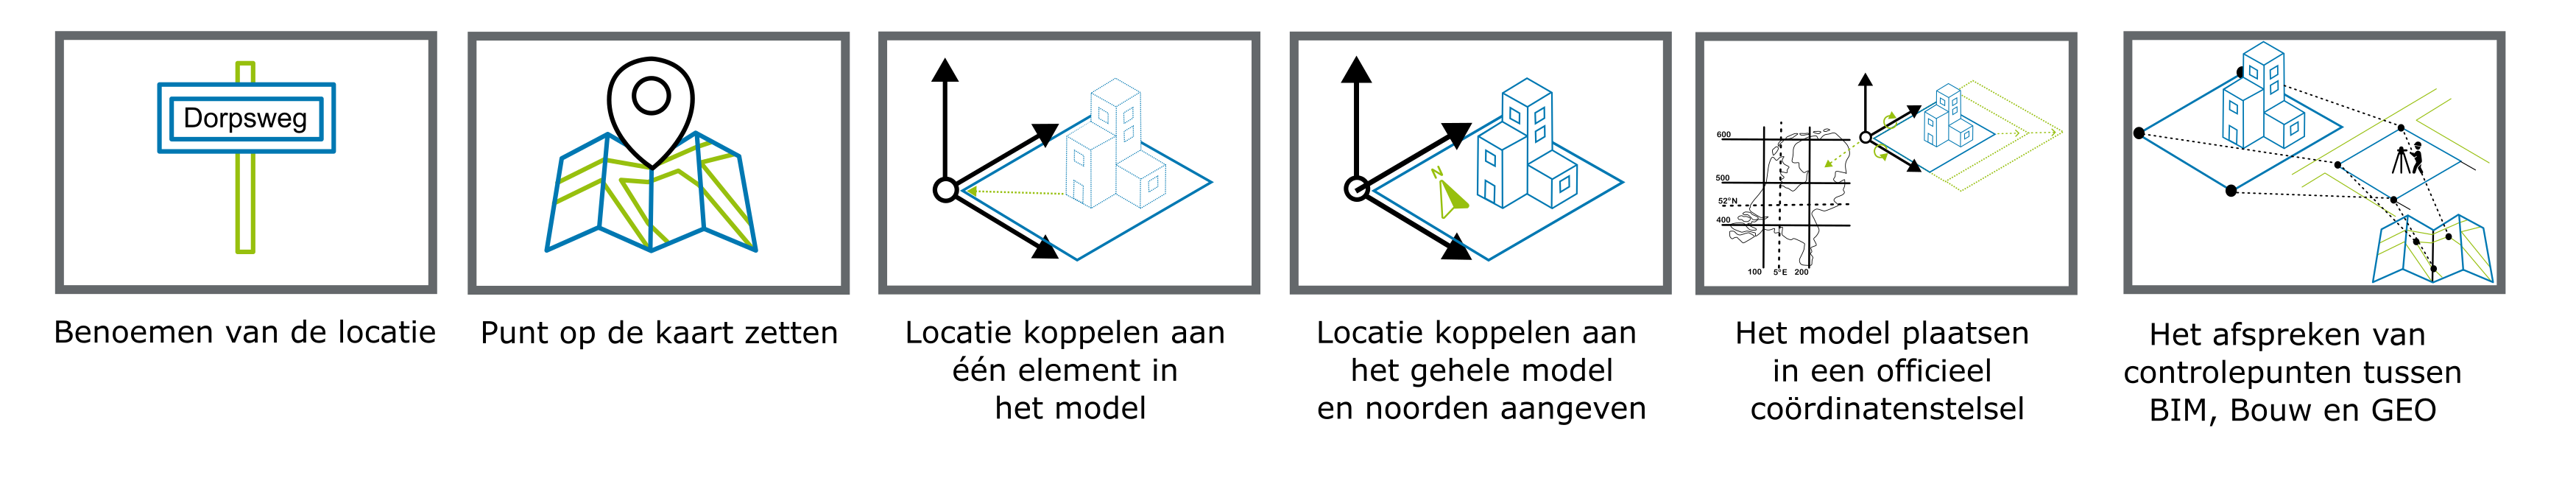 Dorpsweg
Benoemen van de locatie
Punt op de kaart zetten
Locatie koppelen aan
één element in
het model
N
Locatie koppelen aan
het gehele model
en noorden aangeven
600
500
52°N
400
100 5°E 200
Het model plaatsen
in een officieel
coördinatenstelsel
Het afspreken van
controlepunten tussen
BIM, Bouw en GEO